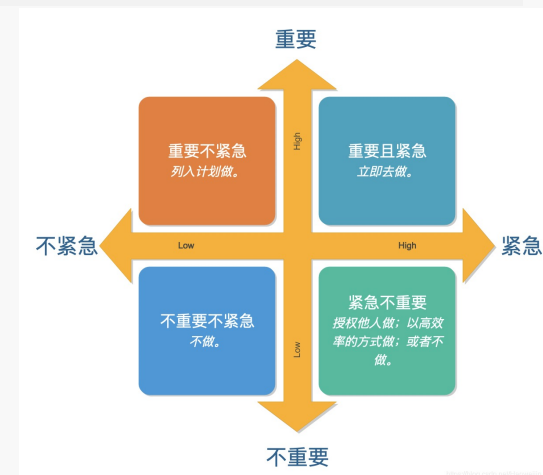 重要
High
重要不紧急
列入计划做。
重要且紧急
立即去做。
不紧急
Low
High
紧急
不重要不紧急
不做。
紧急不重要
授权他人做；以高效
率的方式做；或者不
做。
Low
不重要